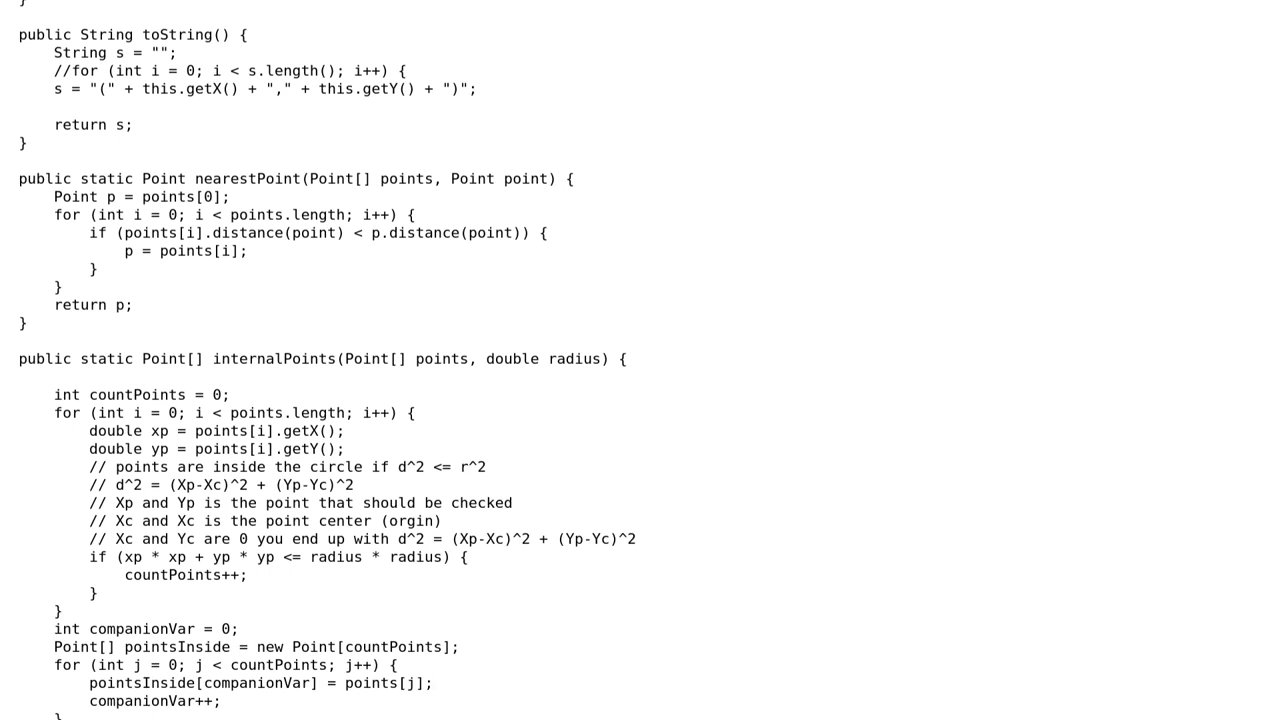 }
public String toString() {
    String s = "";
    //for (int i = 0; i < s.length(); i++) {
    s = "(" + this.getX() + "," + this.getY() + ")";

    return s;
}

public static Point nearestPoint(Point[] points, Point point) {
    Point p = points[0];
    for (int i = 0; i < points.length; i++) {
        if (points[i].distance(point) < p.distance(point)) {
            p = points[i];
        }
    }
    return p;
}

public static Point[] internalPoints(Point[] points, double radius) {

    int countPoints = 0;
    for (int i = 0; i < points.length; i++) {
        double xp = points[i].getX();
        double yp = points[i].getY();
        // points are inside the circle if d^2 <= r^2
        // d^2 = (Xp-Xc)^2 + (Yp-Yc)^2
        // Xp and Yp is the point that should be checked
        // Xc and Xc is the point center (orgin)
        // Xc and Yc are 0 you end up with d^2 = (Xp-Xc)^2 + (Yp-Yc)^2
        if (xp * xp + yp * yp <= radius * radius) {
            countPoints++;
        }
    }
    int companionVar = 0;
    Point[] pointsInside = new Point[countPoints];
    for (int j = 0; j < countPoints; j++) {
        pointsInside[companionVar] = points[j];
        companionVar++;
    }